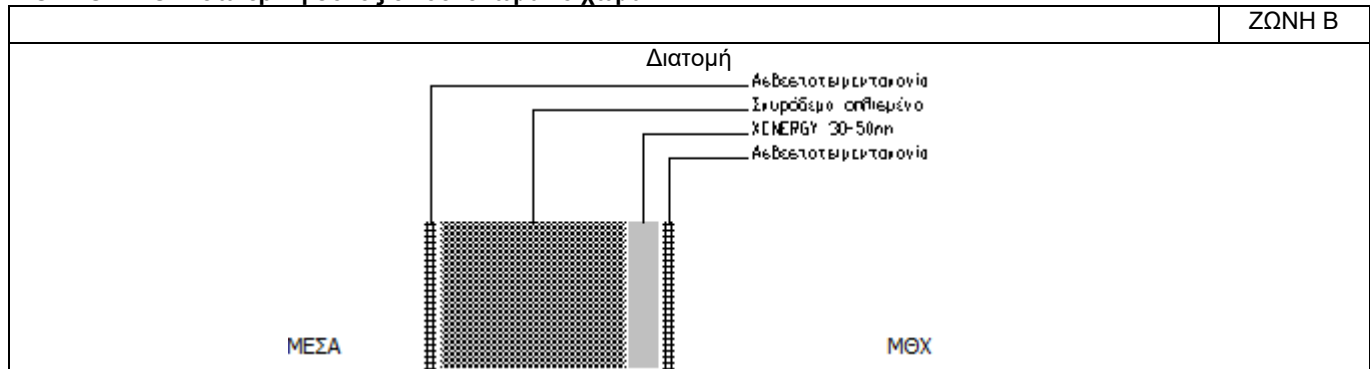 ΖΩΝΗ Β
Διατομή
Ασβεστοτσιμεντοκονία
Σκυρόδεμα οπλισμένο
XENERGY 30-50mm
Ασβεστοτσιμεντοκονία
ΜΕΣΑ
ΜΘΧ